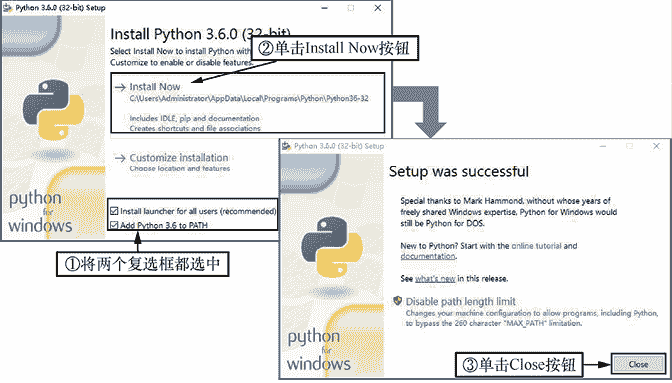 Python 3.6.0 (32-bit) Setup
Install Python 3.6.0 (32-bit)
Select Install Now to install Python with
Customize to enable or disable features.
②单击Install Now按钮
Install Now
C:\Users\Administrator\AppData\Local\Programs\Python\Python36-32
Includes IDLE, pip and documentation
Creates shortcuts and file associations
Customize installation
Choose location and features
Install launcher for all users (recommended)
Add Python 3.6 to PATH
python
for
windows
①将两个复选框都选中
Python 3.6.0 (32-bit) Setup
Setup was successful
Special thanks to Mark Hammond, without whose years of
freely shared Windows expertise, Python for Windows would
still be Python for DOS.
New to Python? Start with the online tutorial and
documentation.
See what's new in this release.
Disable path length limit
Changes your machine configuration to allow programs, including Python,
to bypass the 260 character "MAX_PATH" limitation.
python
for
windows
③单击Close按钮
Close